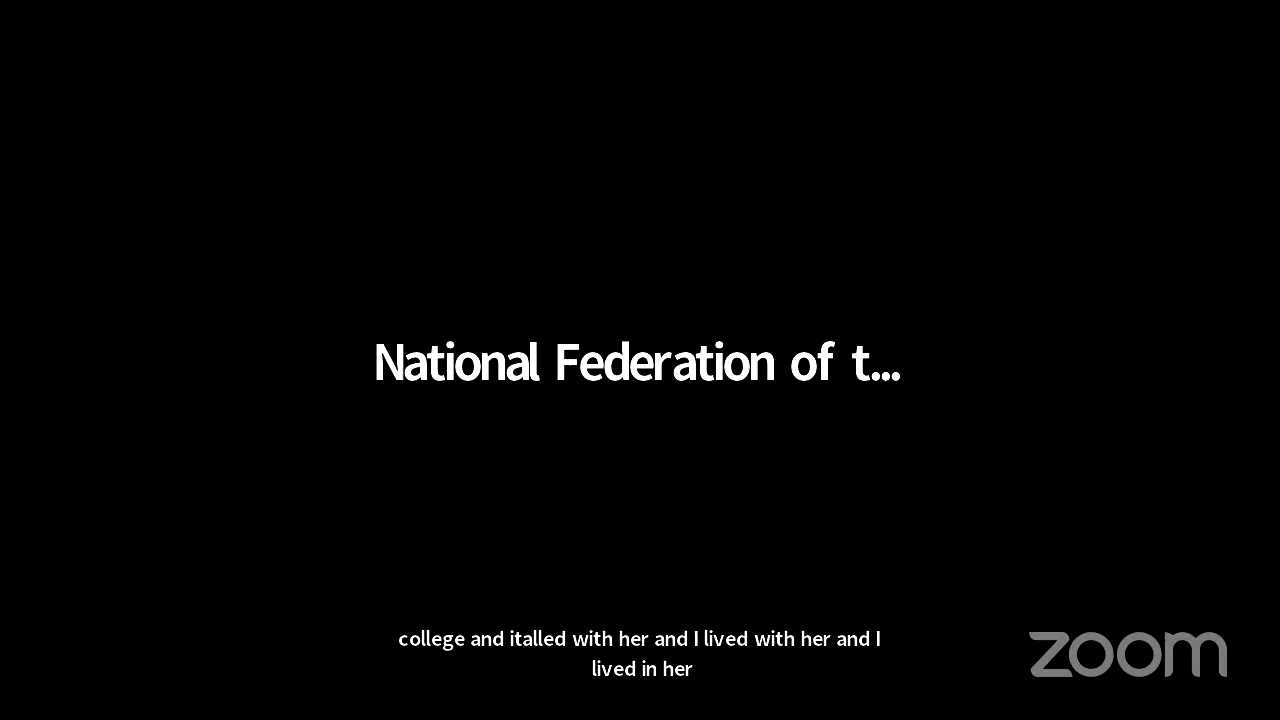 National Federation of t...
college and italled with her and I lived with her and I
lived in her
zoom